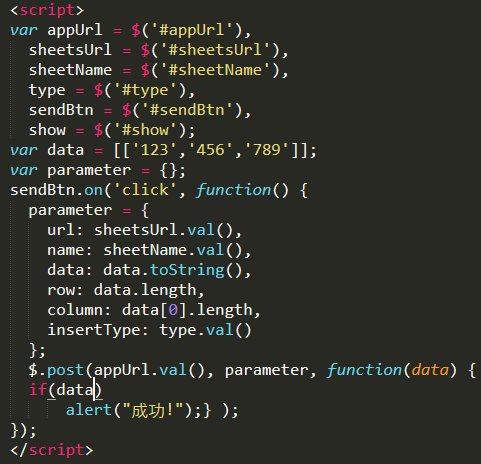 <script>
var appUrl = $('#appUrl'),
  sheetsUrl = $('#sheetsUrl'),
  sheetName = $('#sheetName'),
  type = $('#type'),
  sendBtn = $('#sendBtn'),
  show = $('#show');
var data = [['123','456','789']];
var parameter = {};
sendBtn.on('click', function() {
  parameter = {
    url: sheetsUrl.val(),
    name: sheetName.val(),
    data: data.toString(),
    row: data.length,
    column: data[0].length,
    insertType: type.val()
  };
  $.post(appUrl.val(), parameter, function(data) {
  if(data)
      alert("成功!");} );
});
</script>